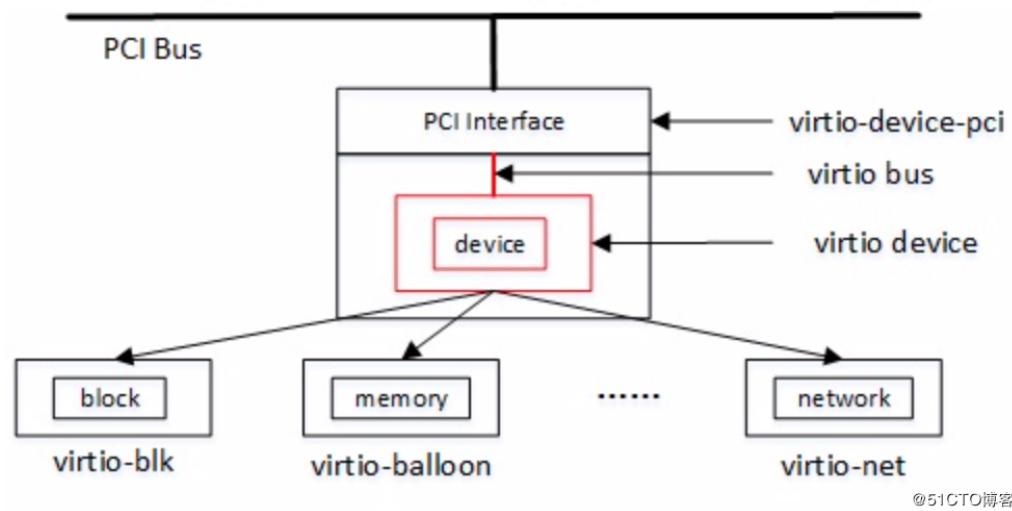 PCI Bus
PCI Interface
virtio-device-pci
virtio bus
device
virtio device
block
memory
......
network
virtio-blk
virtio-balloon
virtio-net
@51CTO博客